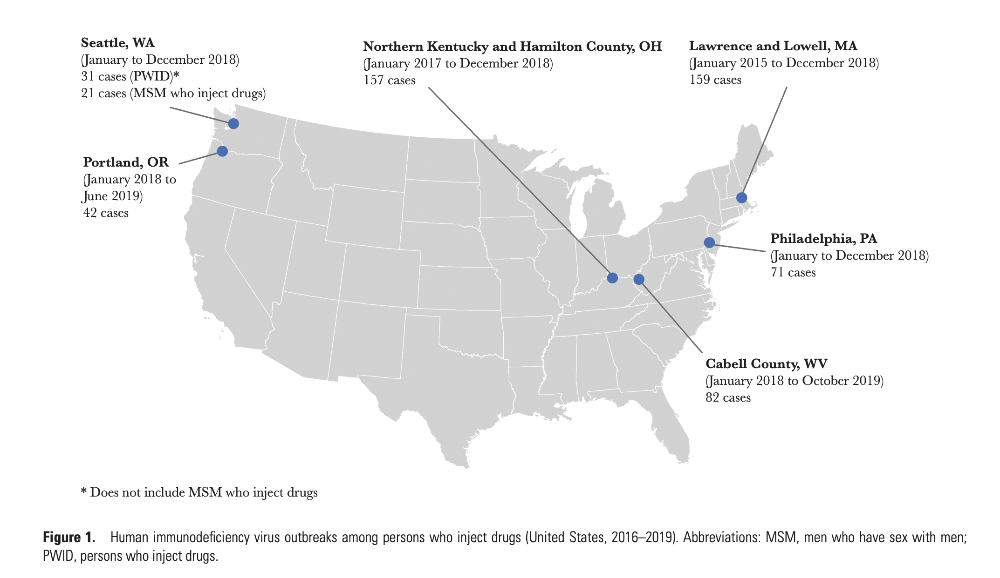 Seattle, WA
(January to December 2018)
31 cases (PWID)*
21 cases (MSM who inject drugs)
Portland, OR
(January 2018 to
June 2019)
42 cases
Northern Kentucky and Hamilton County, OH
(January 2017 to December 2018)
157 cases
Lawrence and Lowell, MA
(January 2015 to December 2018)
159 cases
Philadelphia, PA
(January to December 2018)
71 cases
Cabell County, WV
(January 2018 to October 2019)
82 cases
* Does not include MSM who inject drugs
Figure 1. Human immunodeficiency virus outbreaks among persons who inject drugs (United States, 2016–2019). Abbreviations: MSM, men who have sex with men;
PWID, persons who inject drugs.